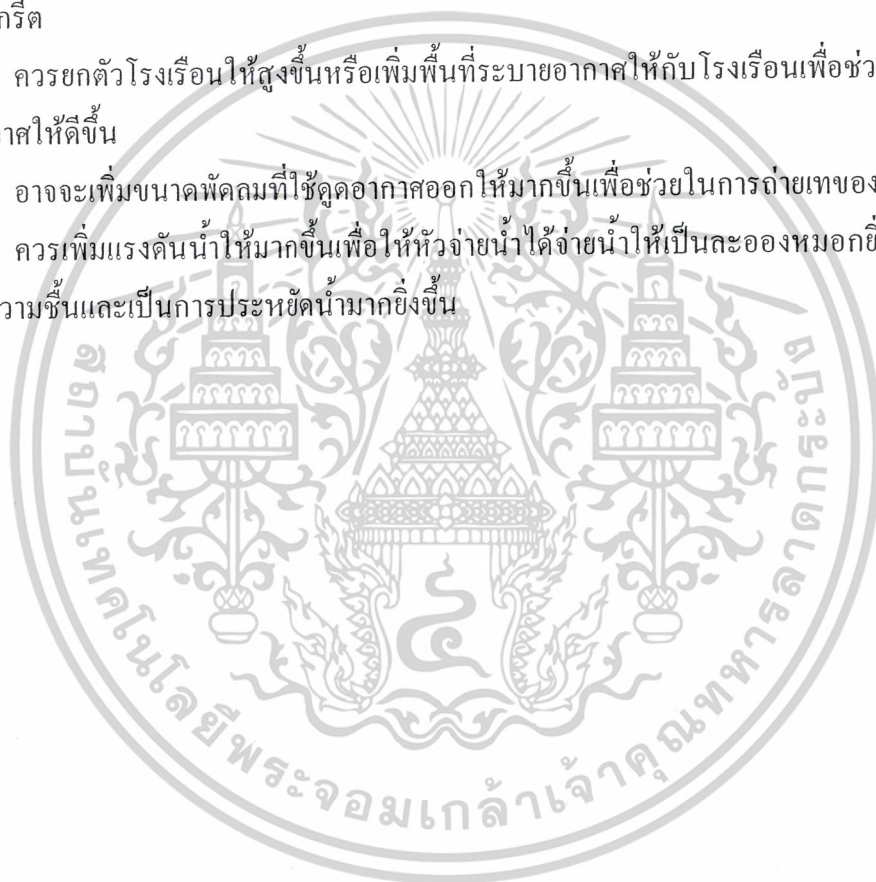 กรีต
ควรยกตัวโรงเรือนให้สูงขึ้นหรือเพิ่มพื้นที่ระบายอากาศให้กับโรงเรือนเพื่อช่ว
าศให้ดีขึ้น
อาจจะเพิ่มขนาดพัดลมที่ใช้ดูดอากาศออกให้มากขึ้นเพื่อช่วยในการถ่ายเทของ
ควรเพิ่มแรงดันน้ำให้มากขึ้นเพื่อให้หัวจ่ายน้ำได้จ่ายน้ำให้เป็นละอองหมอกยิ่
วามชื้นและเป็นการประหยัดน้ำมากยิ่งขึ้น
สถาบันเทคโนโลยีพระจอมเกล้าเจ้าคุณทหารลาดกระบัง